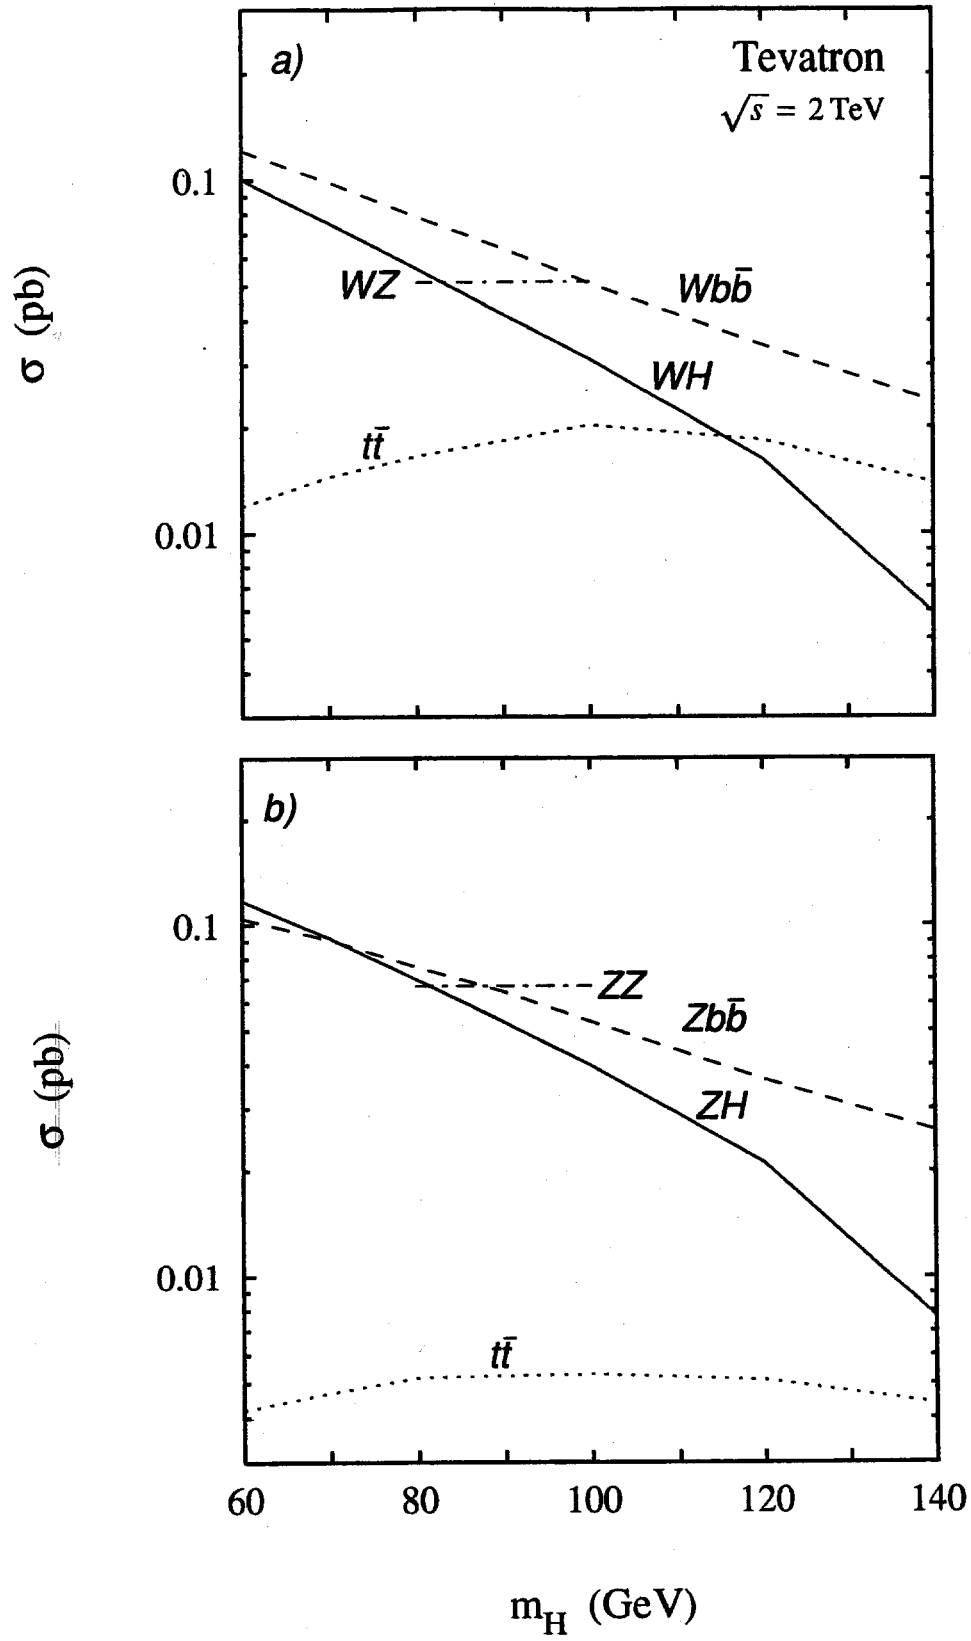 a)
Tevatron
√s = 2 TeV
0.1
WZ
Wbb̄
σ (pb)
WH
tt̄
0.01
b)
0.1
ZZ
Zbb̄
σ (pb)
ZH
0.01
tt̄
60 80 100 120 140
m_H (GeV)